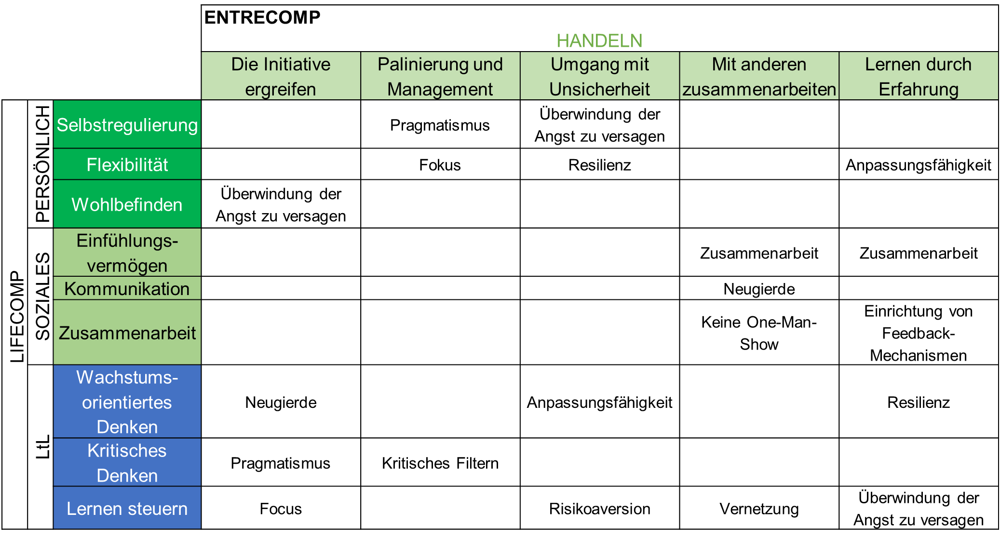 ENTRECOMP
HANDELN
Die Initiative
ergreifen
Palinierung und
Management
Umgang mit
Unsicherheit
Mit anderen
zusammenarbeiten
Lernen durch
Erfahrung
LIFECOMP
PERSÖNLICH
Selbstregulierung
Pragmatismus
Überwindung der
Angst zu versagen
Flexibilität
Fokus
Resilienz
Anpassungsfähigkeit
Wohlbefinden
Überwindung der
Angst zu versagen
SOZIALES
Einfühlungs-
vermögen
Zusammenarbeit
Zusammenarbeit
Kommunikation
Neugierde
Zusammenarbeit
Keine One-Man-
Show
Einrichtung von
Feedback-
Mechanismen
LtL
Wachstums-
orientiertes
Denken
Neugierde
Anpassungsfähigkeit
Resilienz
Kritisches
Denken
Pragmatismus
Kritisches Filtern
Lernen steuern
Focus
Risikoaversion
Vernetzung
Überwindung der
Angst zu versagen